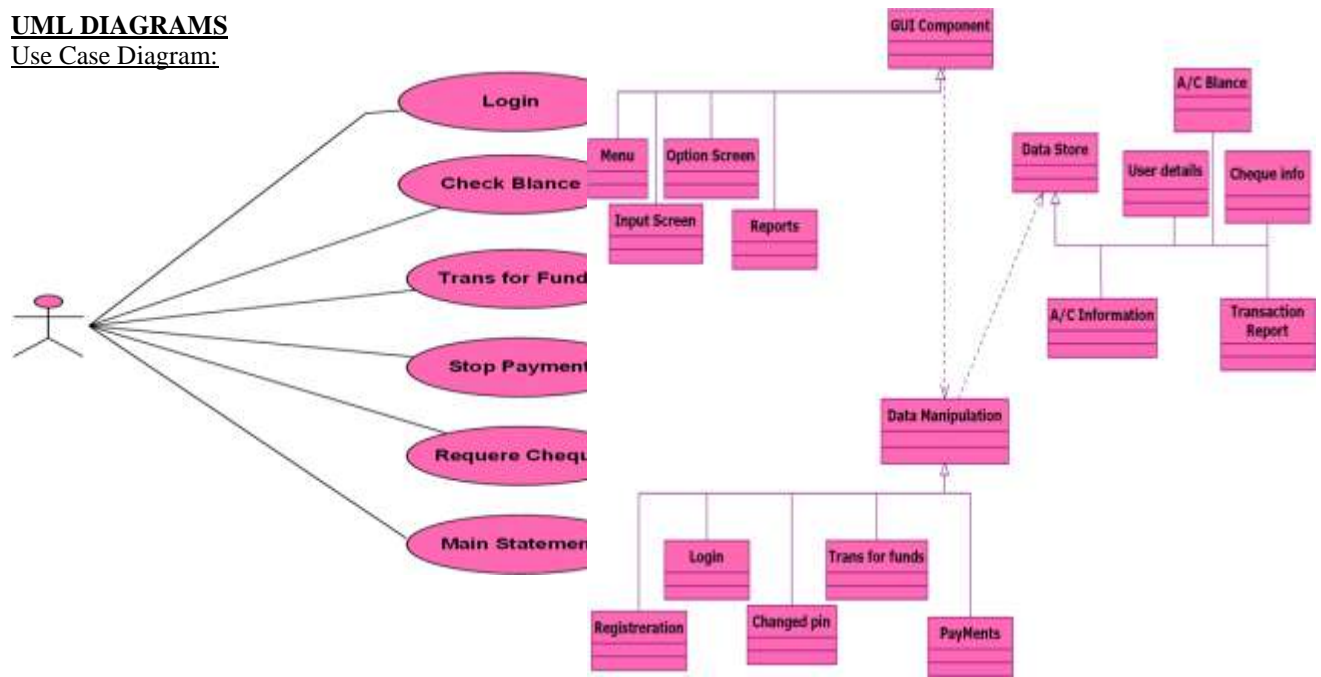 UML DIAGRAMS
Use Case Diagram:
Login
Check Blance
Trans for Fund
Stop Payment
Requere Chequ
Main Statemen
GUI Component
Menu
Option Screen
Input Screen
Reports
A/C Blance
Data Store
User details
Cheque info
A/C Information
Transaction
Report
Data Manipulation
Login
Trans for funds
Registreration
Changed pin
PayMents